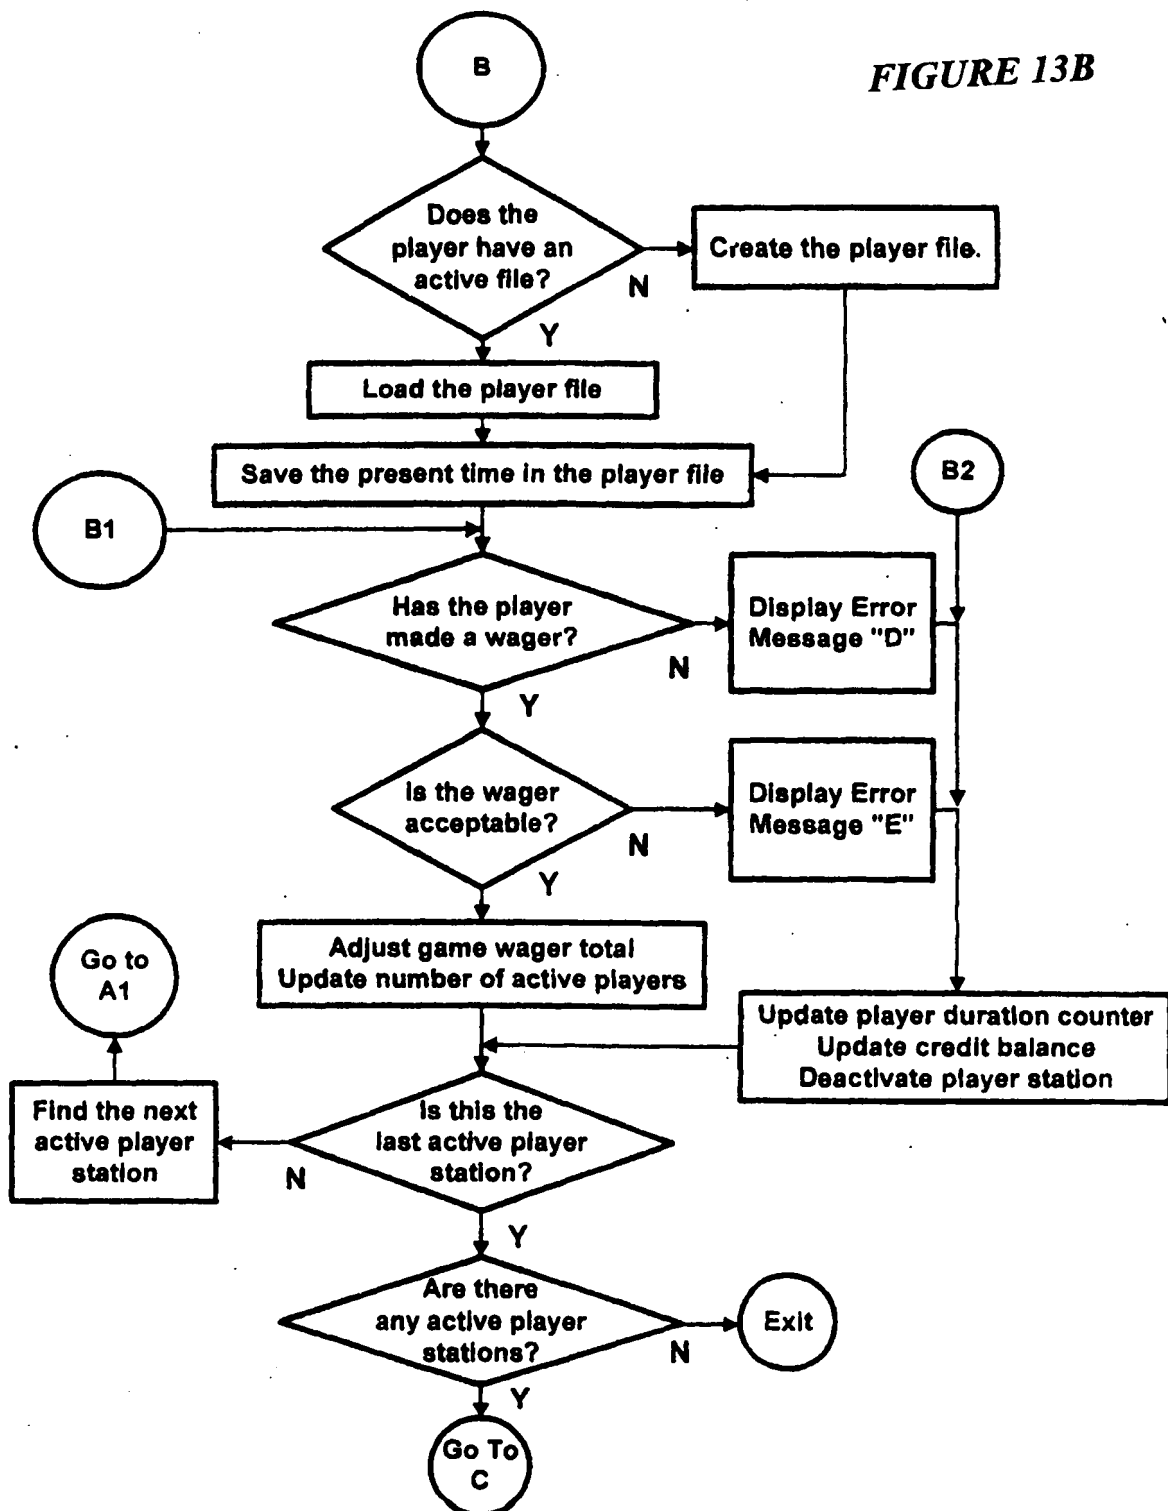 B
FIGURE 13B
Does the
player have an
active file?
N
Create the player file.
Y
Load the player file
Save the present time in the player file
B2
B1
Has the player
made a wager?
N
Display Error
Message "D"
Y
Is the wager
acceptable?
N
Display Error
Message "E"
Y
Go to
A1
Adjust game wager total
Update number of active players
Update player duration counter
Update credit balance
Deactivate player station
Find the next
active player
station
N
Is this the
last active player
station?
Y
Are there
any active player
stations?
N
Exit
Y
Go To
C